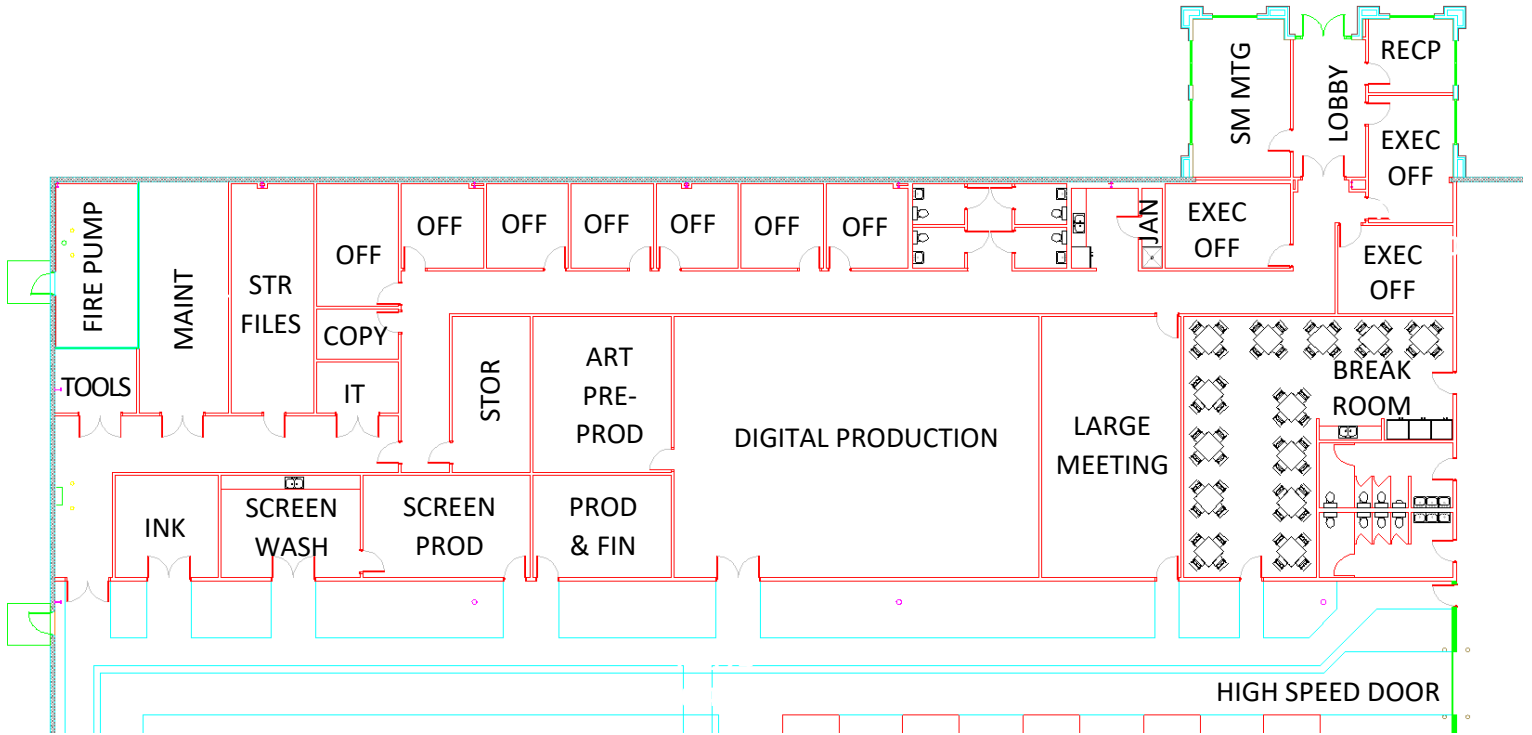 RECP
SM MTG
LOBBY
EXEC
OFF
FIRE PUMP
MAINT
STR
FILES
OFF
OFF
OFF
OFF
OFF
OFF
OFF
JAN
EXEC
OFF
EXEC
OFF
COPY
TOOLS
IT
STOR
ART
PRE-
PROD
DIGITAL PRODUCTION
LARGE
MEETING
BREAK
ROOM
INK
SCREEN
WASH
SCREEN
PROD
PROD
& FIN
HIGH SPEED DOOR